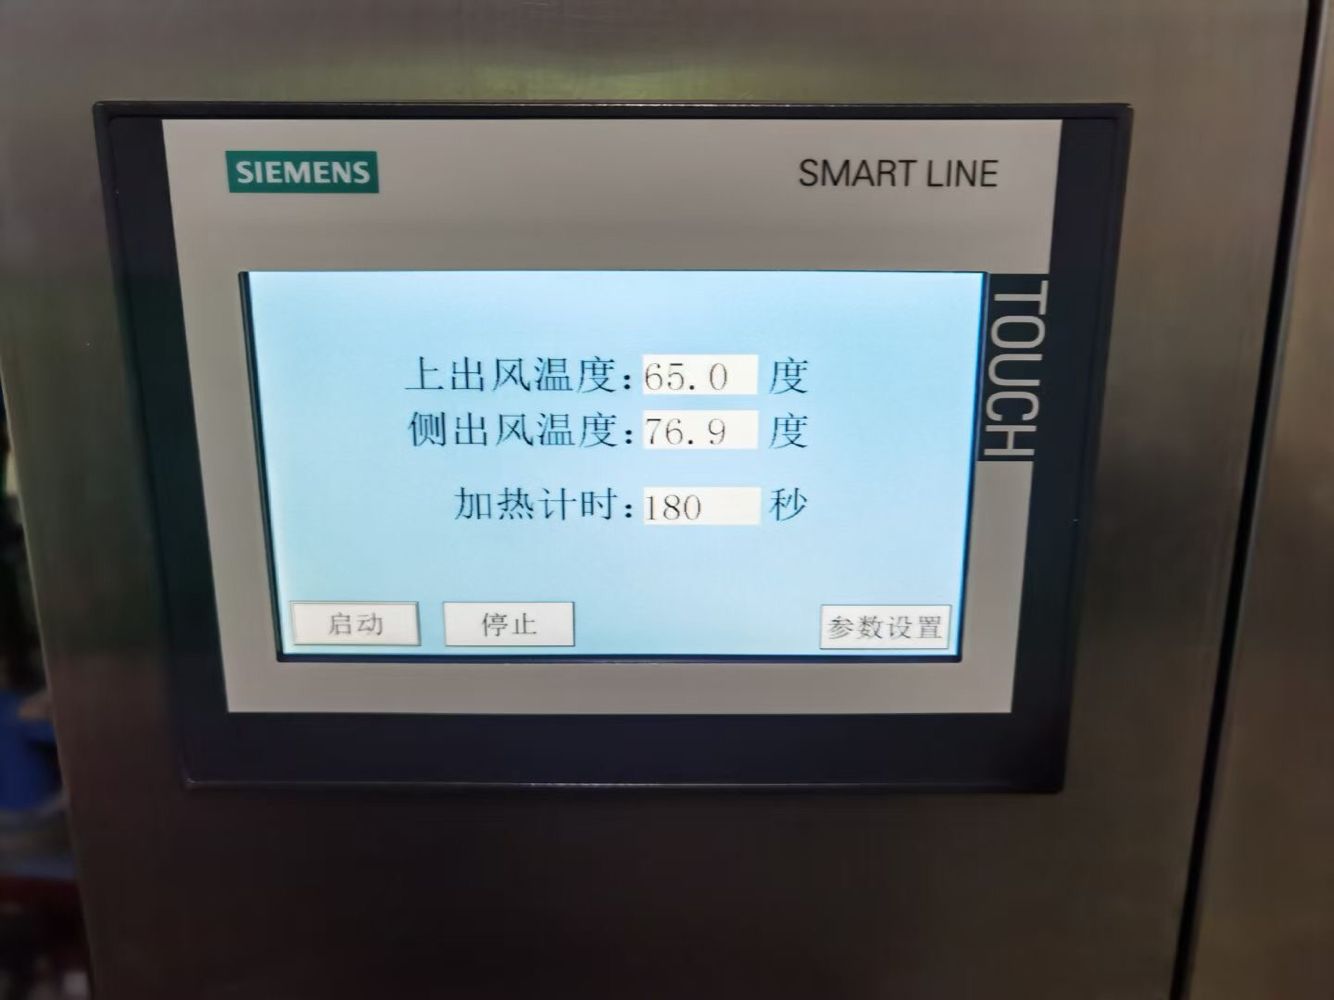 SIEMENS
SMART LINE
TOUCH
上出风温度:65.0 度
侧出风温度:76.9 度
加热计时:180 秒
启动 停止 参数设置